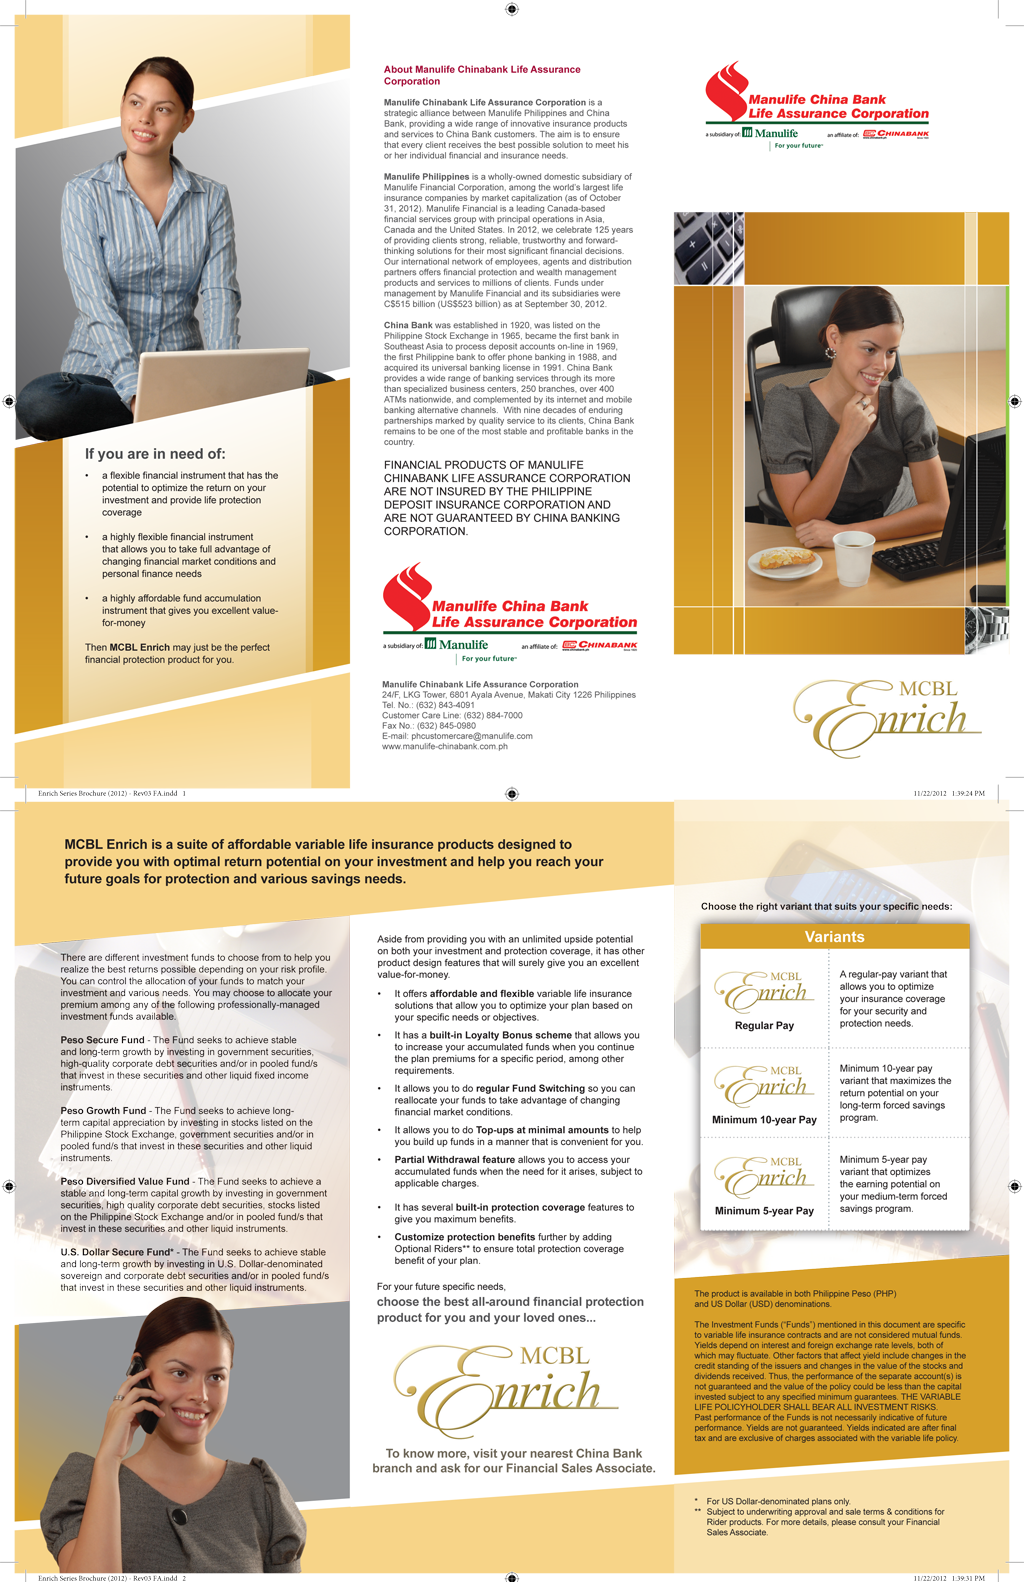 If you are in need of:
• a flexible financial instrument that has the
potential to optimize the return on your
investment and provide life protection
coverage
• a highly flexible financial instrument
that allows you to take full advantage of
changing financial market conditions and
personal finance needs
• a highly affordable fund accumulation
instrument that gives you excellent value-
for-money
Then MCBL Enrich may just be the perfect
financial protection product for you.
About Manulife Chinabank Life Assurance
Corporation
Manulife Chinabank Life Assurance Corporation is a
strategic alliance between Manulife Philippines and China
Bank, providing a wide range of innovative insurance products
and services to China Bank customers. The aim is to ensure
that every client receives the best possible solution to meet his
or her individual financial and insurance needs.
Manulife Philippines is a wholly-owned domestic subsidiary of
Manulife Financial Corporation, among the world's largest life
insurance companies by market capitalization (as of October
31, 2012). Manulife Financial is a leading Canada-based
financial services group with principal operations in Asia,
Canada and the United States. In 2012, we celebrate 125 years
of providing clients strong, reliable, trustworthy and forward-
thinking solutions for their most significant financial decisions.
Our international network of employees, agents and distribution
partners offers financial protection and wealth management
products and services to millions of clients. Funds under
management by Manulife Financial and its subsidiaries were
C$515 billion (US$523 billion) as at September 30, 2012.
China Bank was established in 1920, was listed on the
Philippine Stock Exchange in 1965, became the first bank in
Southeast Asia to process deposit accounts on-line in 1969,
the first Philippine bank to offer phone banking in 1988, and
acquired its universal banking license in 1991. China Bank
provides a wide range of banking services through its more
than specialized business centers, 250 branches, over 400
ATMs nationwide, and complemented by its internet and mobile
banking alternative channels. With nine decades of enduring
partnerships marked by quality service to its clients, China Bank
remains to be one of the most stable and profitable banks in the
country.
FINANCIAL PRODUCTS OF MANULIFE
CHINABANK LIFE ASSURANCE CORPORATION
ARE NOT INSURED BY THE PHILIPPINE
DEPOSIT INSURANCE CORPORATION AND
ARE NOT GUARANTEED BY CHINA BANKING
CORPORATION.
Manulife China Bank
Life Assurance Corporation
a subsidiary of: Manulife an affiliate of: CHINABANK
For your future™
Manulife Chinabank Life Assurance Corporation
24/F, LKG Tower, 6801 Ayala Avenue, Makati City 1226 Philippines
Tel. No.: (632) 843-4091
Customer Care Line: (632) 884-7000
Fax No.: (632) 845-0980
E-mail: phcustomercare@manulife.com
www.manulife-chinabank.com.ph
Manulife China Bank
Life Assurance Corporation
a subsidiary of: Manulife an affiliate of: CHINABANK
For your future™
MCBL
Enrich
Enrich Series Brochure (2012) - Rev03 FA.indd 1
11/22/2012 1:39:24 PM
MCBL Enrich is a suite of affordable variable life insurance products designed to
provide you with optimal return potential on your investment and help you reach your
future goals for protection and various savings needs.
There are different investment funds to choose from to help you
realize the best returns possible depending on your risk profile.
You can control the allocation of your funds to match your
investment and various needs. You may choose to allocate your
premium among any of the following professionally-managed
investment funds available.
Peso Secure Fund - The Fund seeks to achieve stable
and long-term growth by investing in government securities,
high-quality corporate debt securities and/or in pooled fund/s
that invest in these securities and other liquid fixed income
instruments.
Peso Growth Fund - The Fund seeks to achieve long-
term capital appreciation by investing in stocks listed on the
Philippine Stock Exchange, government securities and/or in
pooled fund/s that invest in these securities and other liquid
instruments.
Peso Diversified Value Fund - The Fund seeks to achieve a
stable and long-term capital growth by investing in government
securities, high quality corporate debt securities, stocks listed
on the Philippine Stock Exchange and/or in pooled fund/s that
invest in these securities and other liquid instruments.
U.S. Dollar Secure Fund* - The Fund seeks to achieve stable
and long-term growth by investing in U.S. Dollar-denominated
sovereign and corporate debt securities and/or in pooled fund/s
that invest in these securities and other liquid instruments.
Aside from providing you with an unlimited upside potential
on both your investment and protection coverage, it has other
product design features that will surely give you an excellent
value-for-money.
• It offers affordable and flexible variable life insurance
solutions that allow you to optimize your plan based on
your specific needs or objectives.
• It has a built-in Loyalty Bonus scheme that allows you
to increase your accumulated funds when you continue
the plan premiums for a specific period, among other
requirements.
• It allows you to do regular Fund Switching so you can
reallocate your funds to take advantage of changing
financial market conditions.
• It allows you to do Top-ups at minimal amounts to help
you build up funds in a manner that is convenient for you.
• Partial Withdrawal feature allows you to access your
accumulated funds when the need for it arises, subject to
applicable charges.
• It has several built-in protection coverage features to
give you maximum benefits.
• Customize protection benefits further by adding
Optional Riders** to ensure total protection coverage
benefit of your plan.
For your future specific needs,
choose the best all-around financial protection
product for you and your loved ones...
MCBL
Enrich
To know more, visit your nearest China Bank
branch and ask for our Financial Sales Associate.
Choose the right variant that suits your specific needs:
Variants
MCBL
Enrich
Regular Pay
A regular-pay variant that
allows you to optimize
your insurance coverage
for your security and
protection needs.
MCBL
Enrich
Minimum 10-year Pay
Minimum 10-year pay
variant that maximizes the
return potential on your
long-term forced savings
program.
MCBL
Enrich
Minimum 5-year Pay
Minimum 5-year pay
variant that optimizes
the earning potential on
your medium-term forced
savings program.
The product is available in both Philippine Peso (PHP)
and US Dollar (USD) denominations.
The Investment Funds ("Funds") mentioned in this document are specific
to variable life insurance contracts and are not considered mutual funds.
Yields depend on interest and foreign exchange rate levels, both of
which may fluctuate. Other factors that affect yield include changes in the
credit standing of the issuers and changes in the value of the stocks and
dividends received. Thus, the performance of the separate account(s) is
not guaranteed and the value of the policy could be less than the capital
invested subject to any specified minimum guarantees. THE VARIABLE
LIFE POLICYHOLDER SHALL BEAR ALL INVESTMENT RISKS.
Past performance of the Funds is not necessarily indicative of future
performance. Yields are not guaranteed. Yields indicated are after final
tax and are exclusive of charges associated with the variable life policy.
* For US Dollar-denominated plans only.
** Subject to underwriting approval and sale terms & conditions for
Rider products. For more details, please consult your Financial
Sales Associate.
Enrich Series Brochure (2012) - Rev03 FA.indd 2
11/22/2012 1:39:31 PM